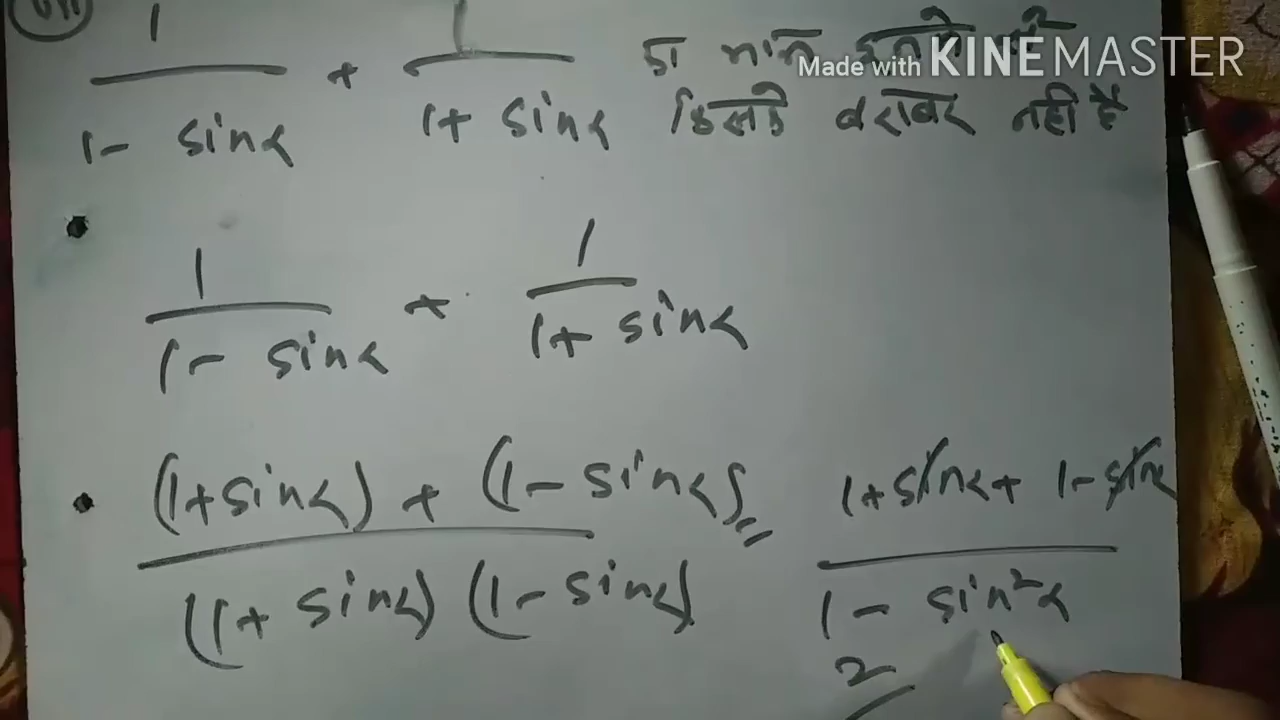 1 / 1 - sinα + 1 / 1 + sinα का मान इनमें से
किसके बराबर नहीं है
Made with KINEMASTER
1 / 1 - sinα + 1 / 1 + sinα
(1 + sinα) + (1 - sinα) / (1 + sinα) (1 - sinα) = 1 + sinα + 1 - sinα / 1 - sin²α
2